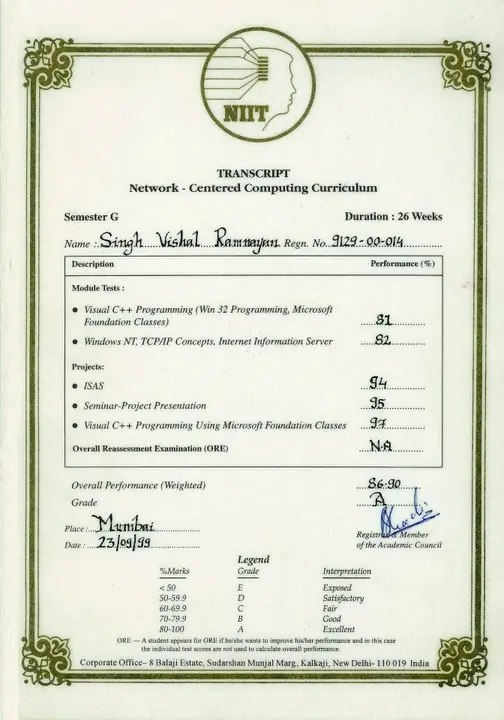 NIIT
TRANSCRIPT
Network - Centered Computing Curriculum
Semester G Duration : 26 Weeks
Name : Singh Vishal Ramnayan Regn. No. 9129-00-014
Description Performance (%)
Module Tests :
• Visual C++ Programming (Win 32 Programming, Microsoft
Foundation Classes) 81
• Windows NT, TCP/IP Concepts, Internet Information Server 82
Projects:
• ISAS 94
• Seminar-Project Presentation 95
• Visual C++ Programming Using Microsoft Foundation Classes 97
Overall Reassessment Examination (ORE) N.A
Overall Performance (Weighted) 86.90
Grade A
Place : Mumbai
Date : 23/09/99
Registrar & Member
of the Academic Council
Legend
%Marks Grade Interpretation
< 50 E Exposed
50-59.9 D Satisfactory
60-69.9 C Fair
70-79.9 B Good
80-100 A Excellent
ORE — A student appears for ORE if he/she wants to improve his/her performance and in this case
the individual test scores are not used to calculate overall performance.
Corporate Office– 8 Balaji Estate, Sudarshan Munjal Marg, Kalkaji, New Delhi- 110 019 India